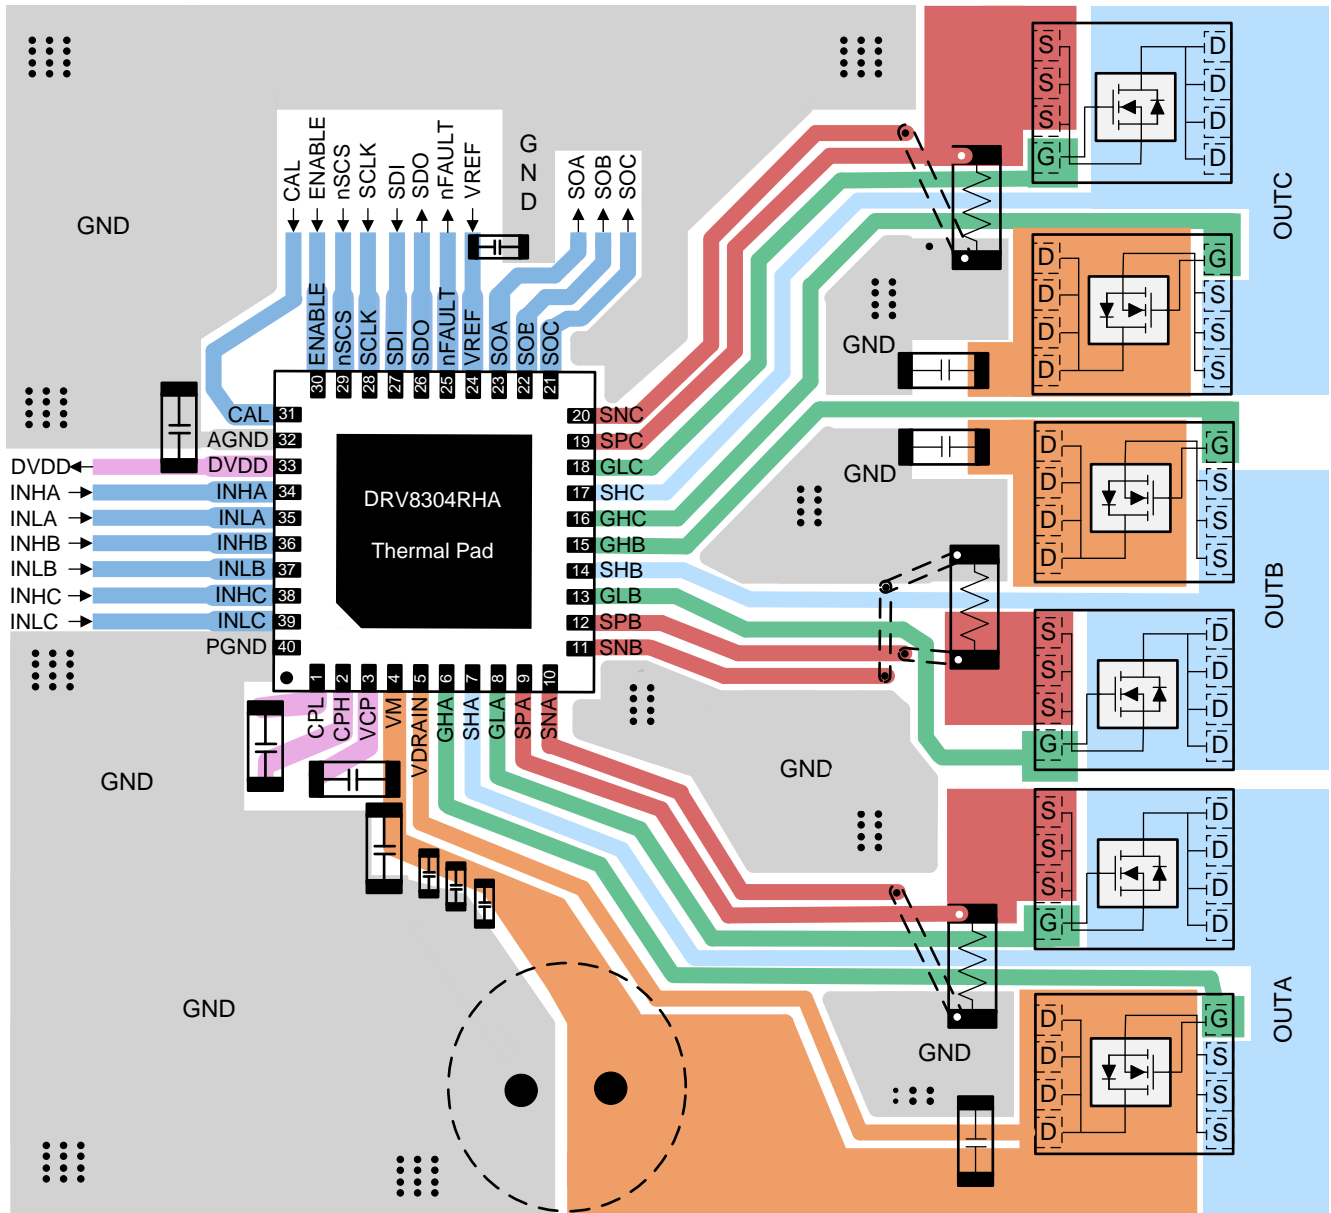 GND
CAL
ENABLE
nSCS
SCLK
SDI
SDO
nFAULT
VREF
GND
SOA
SOB
SOC
ENABLE
nSCS
SCLK
SDI
SDO
nFAULT
VREF
SOA
SOB
SOC
30
29
28
27
26
25
24
23
22
21
CAL 31
AGND 32
DVDD DVDD 33
INHA INHA 34
INLA INLA 35
INHB INHB 36
INLB INLB 37
INHC INHC 38
INLC INLC 39
PGND 40
DRV8304RHA
Thermal Pad
20 SNC
19 SPC
18 GLC
17 SHC
16 GHC
15 GHB
14 SHB
13 GLB
12 SPB
11 SNB
1
2
3
4
5
6
7
8
9
10
CPL
CPH
VCP
VM
VDRAIN
GHA
SHA
GLA
SPA
SNA
GND
GND
GND
GND
GND
GND
S D
S D
S D
G D
OUTC
D G
D S
D S
D S
D G
D S
D S
D S
OUTB
S D
S D
S D
G D
S D
S D
S D
G D
OUTA
D G
D S
D S
D S